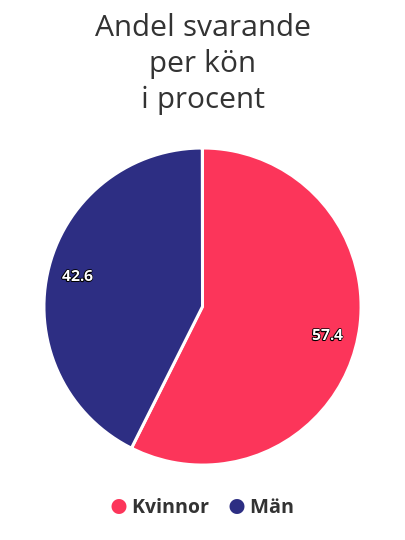 Andel svarande
per kön
i procent
42.6
57.4
Kvinnor Män